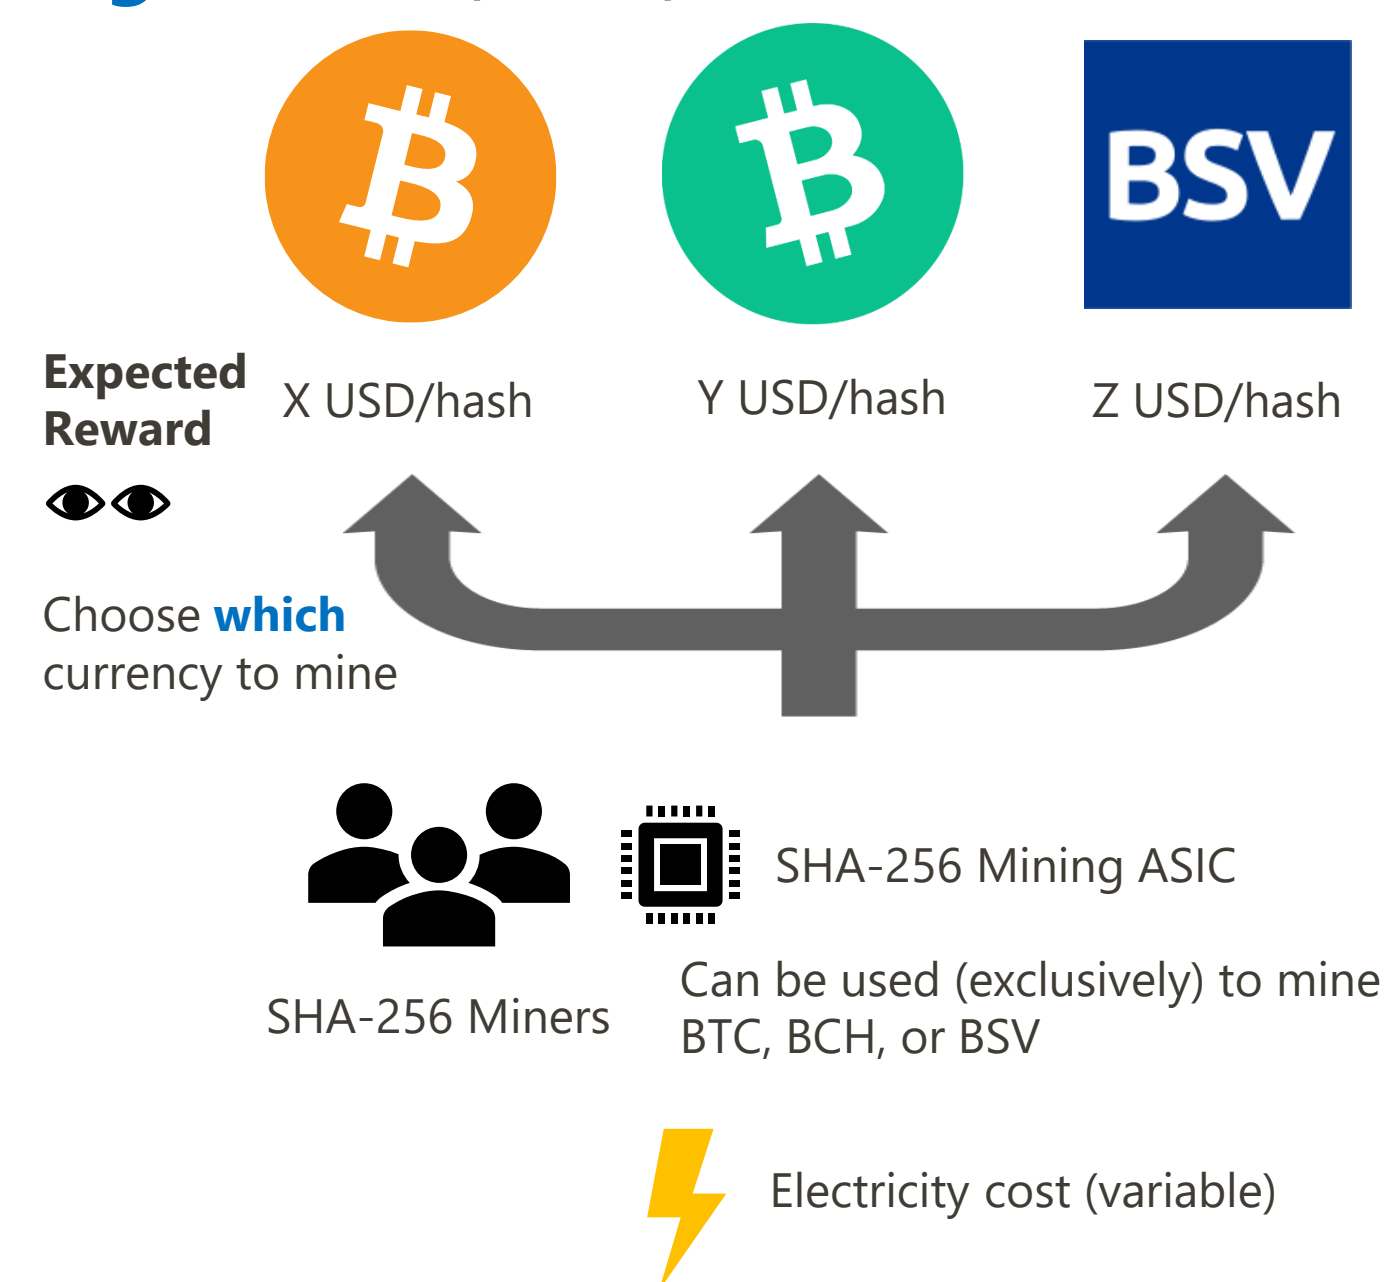 BSV
Expected
Reward
X USD/hash
Y USD/hash
Z USD/hash
Choose which
currency to mine
SHA-256 Miners
SHA-256 Mining ASIC
Can be used (exclusively) to mine
BTC, BCH, or BSV
Electricity cost (variable)